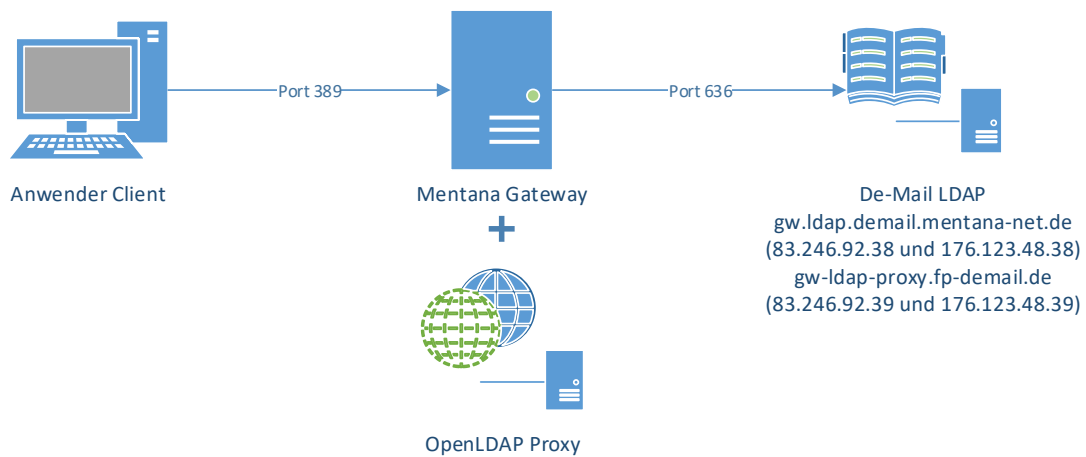 Port 389
Port 636
Anwender Client
Mentana Gateway
De-Mail LDAP
gw.ldap.demail.mentana-net.de
(83.246.92.38 und 176.123.48.38)
gw-ldap-proxy.fp-demail.de
(83.246.92.39 und 176.123.48.39)
+
OpenLDAP Proxy